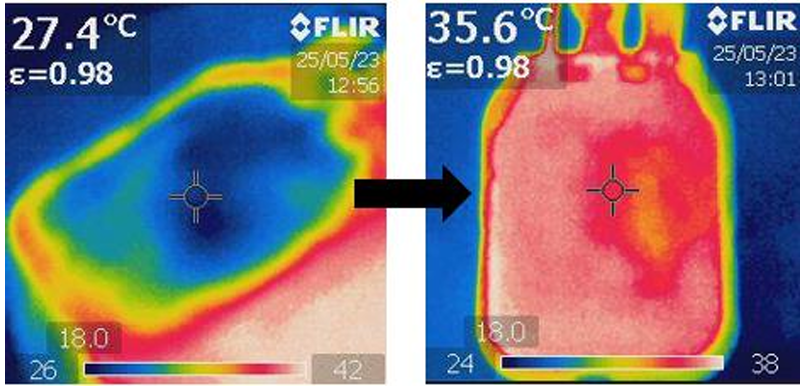 27.4°C
FLIR
ε=0.98
25/05/23
12:56
18.0
26
42
35.6°C
FLIR
ε=0.98
25/05/23
13:01
18.0
24
38